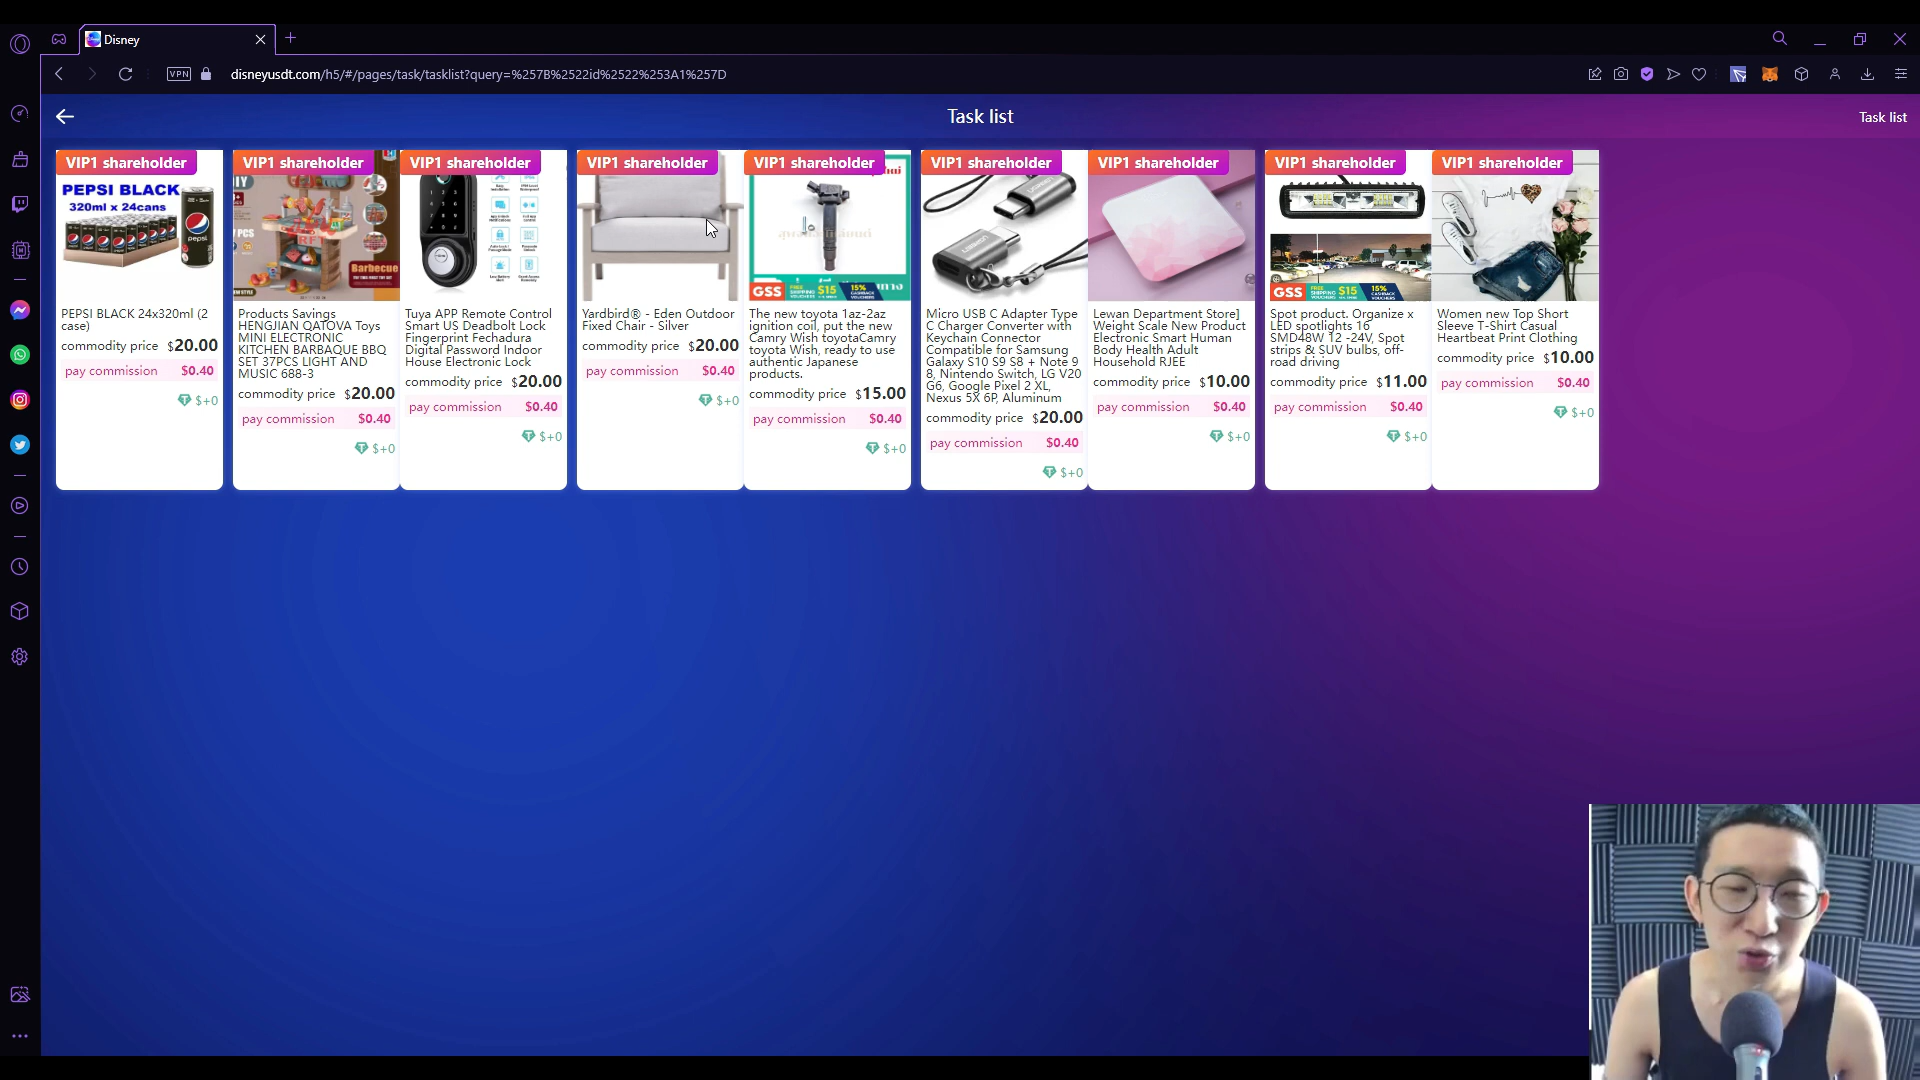 Disney
VPN
disneyusdt.com/h5/#/pages/task/tasklist?query=%257B%2522id%2522%253A1%257D
Task list
Task list
VIP1 shareholder
PEPSI BLACK
320ml x 24cans
pepsi
PEPSI BLACK 24x320ml (2
case)
commodity price $20.00
pay commission $0.40
$+0
VIP1 shareholder
Barbecue
Products Savings
HENGJIAN QATOVA Toys
MINI ELECTRONIC
KITCHEN BARBAQUE BBQ
SET 37PCS LIGHT AND
MUSIC 688-3
commodity price $20.00
pay commission $0.40
$+0
VIP1 shareholder
Tuya APP Remote Control
Smart US Deadbolt Lock
Fingerprint Fechadura
Digital Password Indoor
House Electronic Lock
commodity price $20.00
pay commission $0.40
$+0
VIP1 shareholder
Yardbird® - Eden Outdoor
Fixed Chair - Silver
commodity price $20.00
pay commission $0.40
$+0
VIP1 shareholder
GSS FREE SHIPPING VOUCHERS $15 15% CASHBACK VOUCHERS
The new toyota 1az-2az
ignition coil, put the new
Camry Wish toyotaCamry
toyota Wish, ready to use
authentic Japanese
products.
commodity price $15.00
pay commission $0.40
$+0
VIP1 shareholder
Micro USB C Adapter Type
C Charger Converter with
Keychain Connector
Compatible for Samsung
Galaxy S10 S9 S8 + Note 9
8, Nintendo Switch, LG V20
G6, Google Pixel 2 XL,
Nexus 5X 6P, Aluminum
commodity price $20.00
pay commission $0.40
$+0
VIP1 shareholder
Lewan Department Store]
Weight Scale New Product
Electronic Smart Human
Body Health Adult
Household RJEE
commodity price $10.00
pay commission $0.40
$+0
VIP1 shareholder
GSS FREE SHIPPING VOUCHERS $15 15% CASHBACK VOUCHERS
Spot product. Organize x
LED spotlights 16
SMD48W 12 -24V, Spot
strips & SUV bulbs, off-
road driving
commodity price $11.00
pay commission $0.40
$+0
VIP1 shareholder
Women new Top Short
Sleeve T-Shirt Casual
Heartbeat Print Clothing
commodity price $10.00
pay commission $0.40
$+0